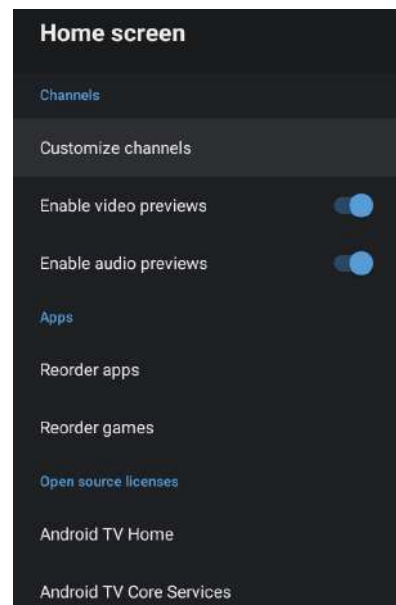 Home screen
Channels
Customize channels
Enable video previews
Enable audio previews
Apps
Reorder apps
Reorder games
Open source licenses
Android TV Home
Android TV Core Services